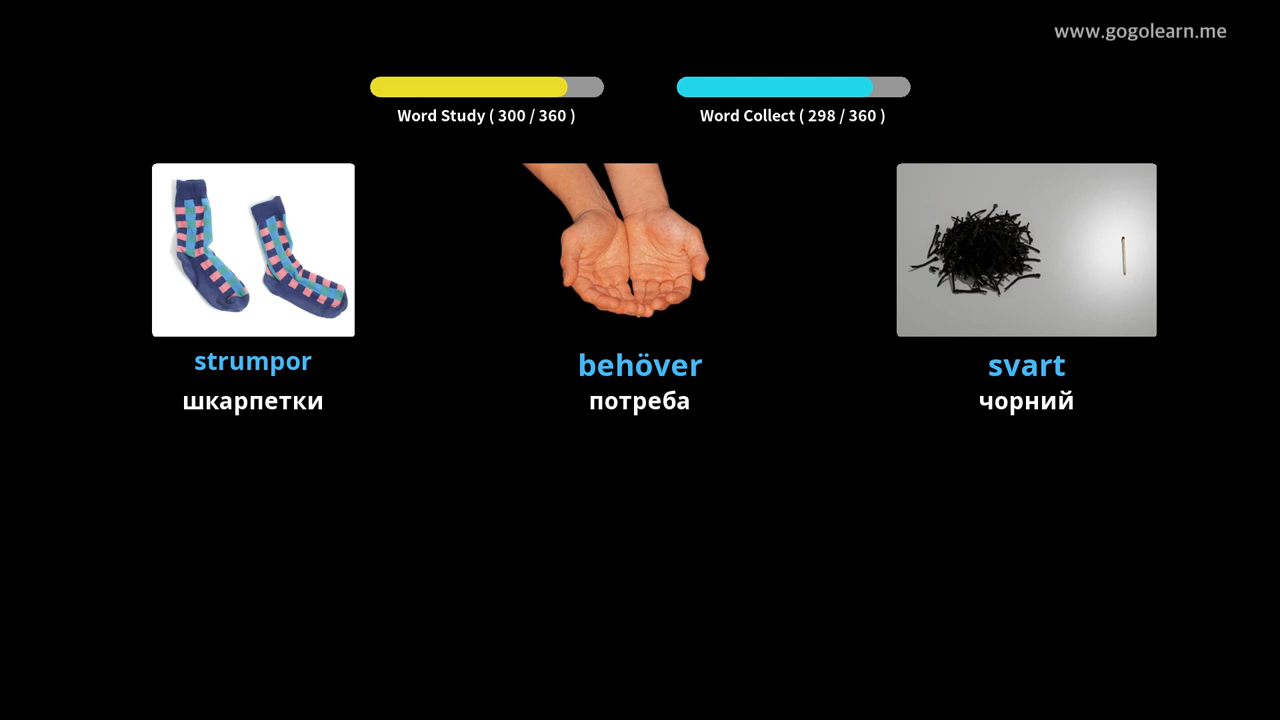 www.gogolearn.me
Word Study ( 300 / 360 )
Word Collect ( 298 / 360 )
strumpor
behöver
svart
шкарпетки
потреба
чорний